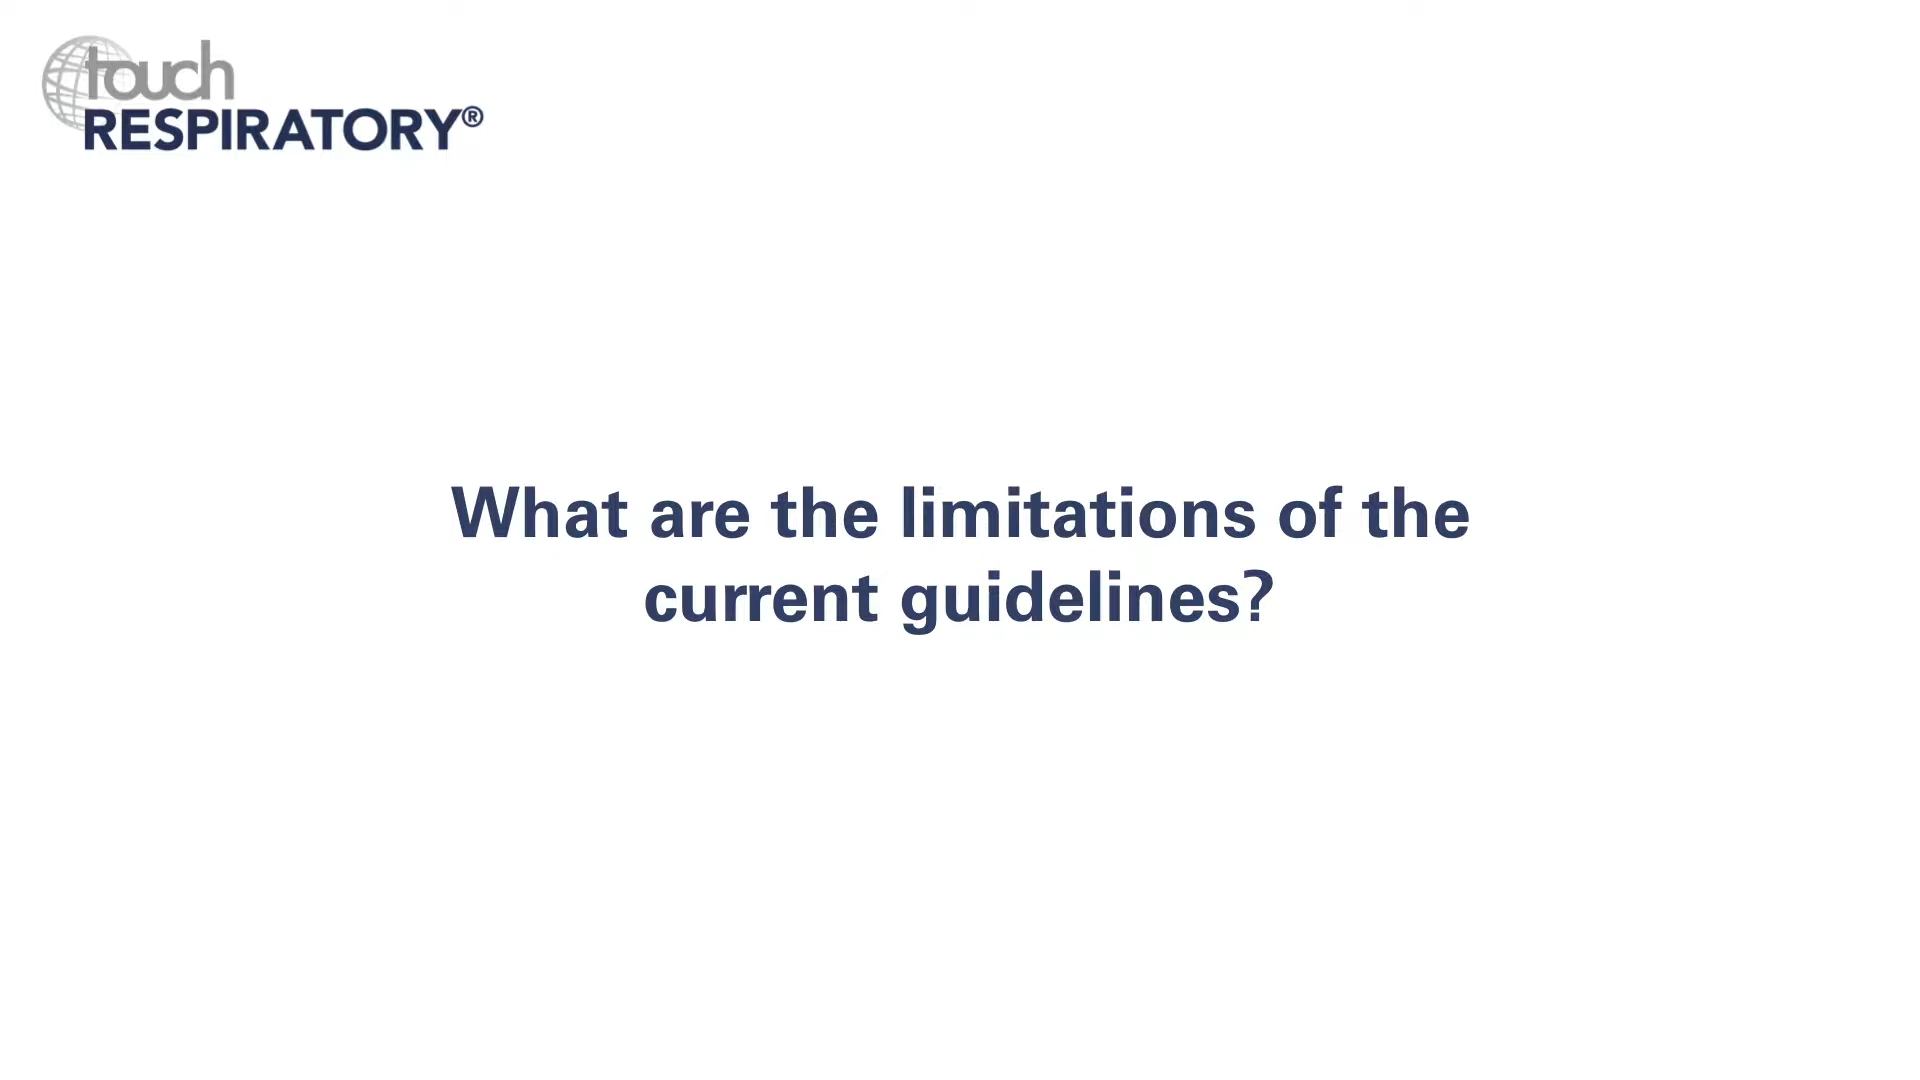 touch
RESPIRATORY®
What are the limitations of the
current guidelines?